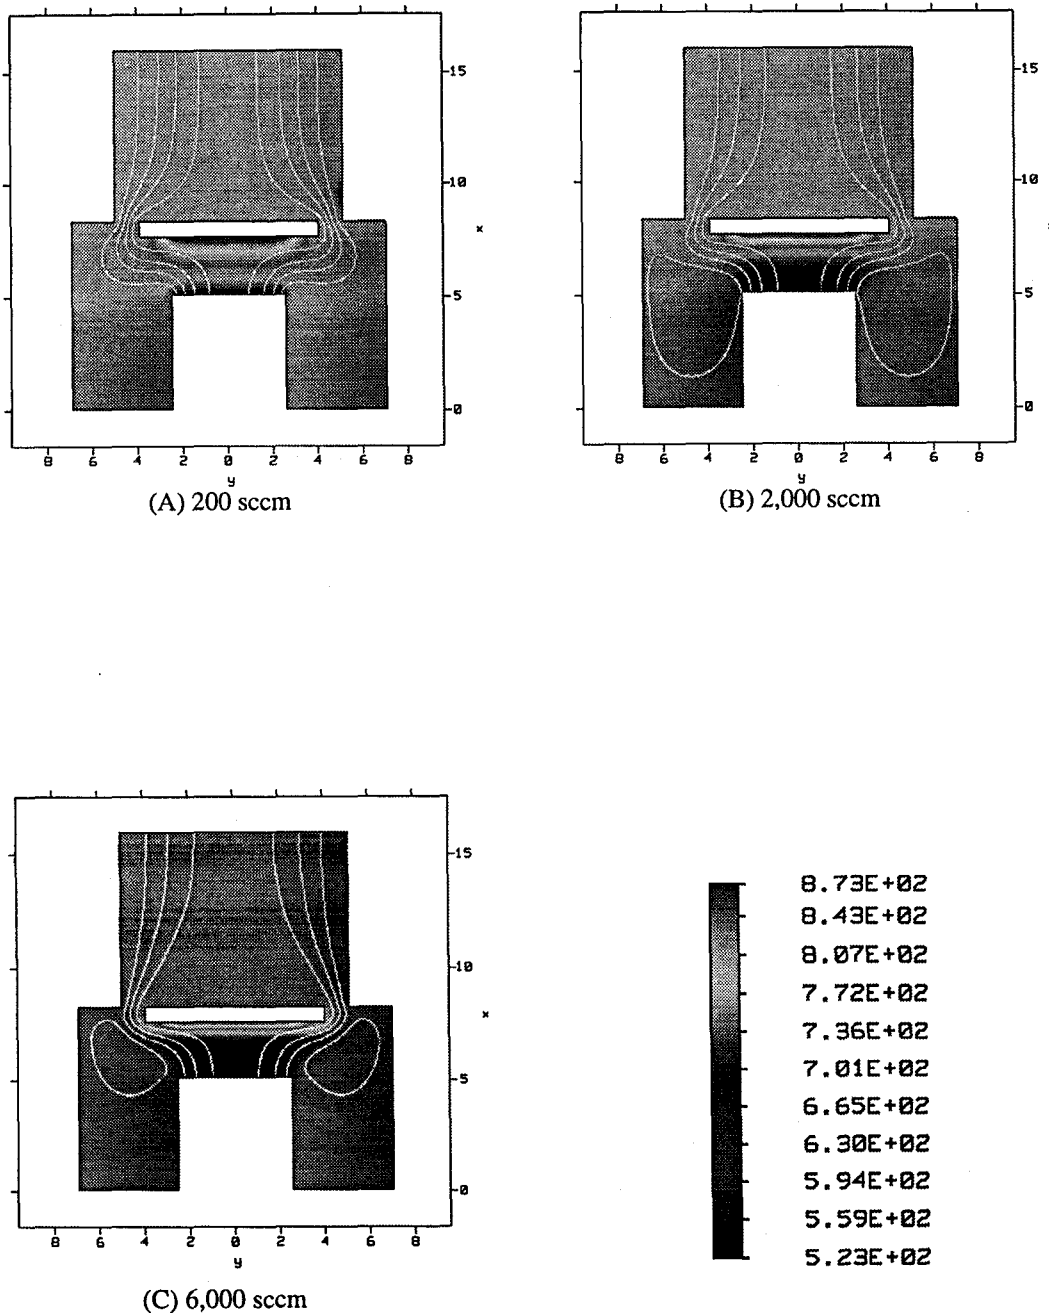 15
10
x
5
0
8 6 4 2 0 2 4 6 8
y
(A) 200 sccm
15
10
x
5
0
8 6 4 2 0 2 4 6 8
y
(B) 2,000 sccm
15
10
x
5
0
8 6 4 2 0 2 4 6 8
y
(C) 6,000 sccm
8.73E+02
8.43E+02
8.07E+02
7.72E+02
7.36E+02
7.01E+02
6.65E+02
6.30E+02
5.94E+02
5.59E+02
5.23E+02